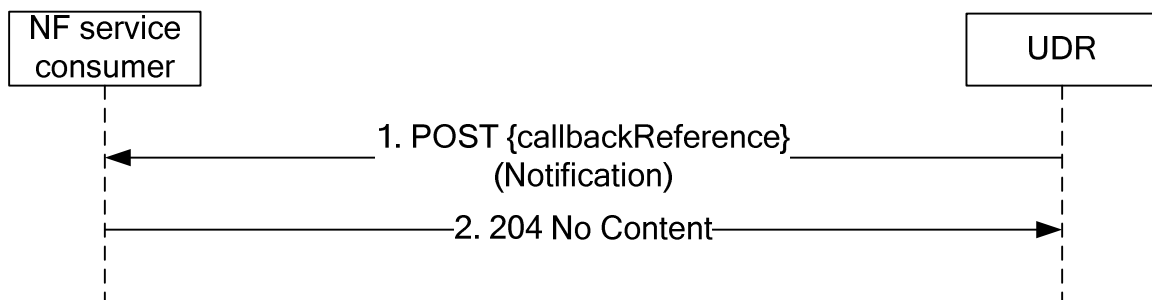 NF service
consumer
UDR
1. POST {callbackReference}
(Notification)
2. 204 No Content